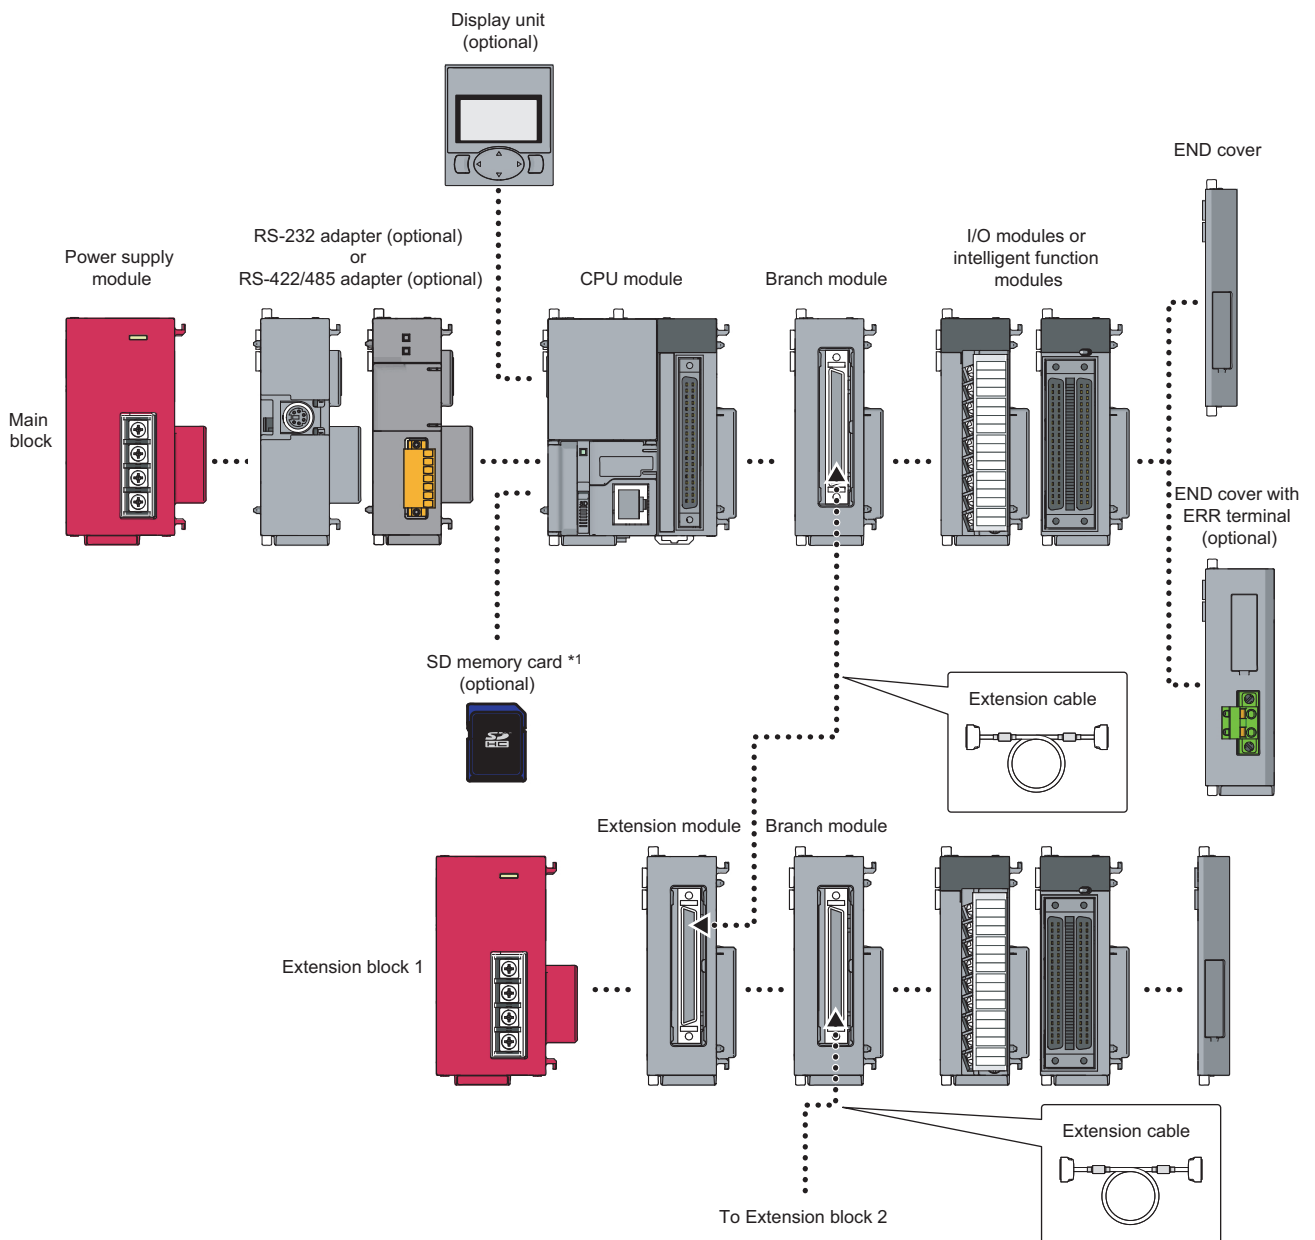 Display unit
(optional)
END cover
RS-232 adapter (optional)
or
RS-422/485 adapter (optional)
Power supply
module
CPU module
Branch module
I/O modules or
intelligent function
modules
Main
block
END cover with
ERR terminal
(optional)
SD memory card *1
(optional)
SD
HC
Extension cable
Extension module
Branch module
Extension block 1
Extension cable
To Extension block 2